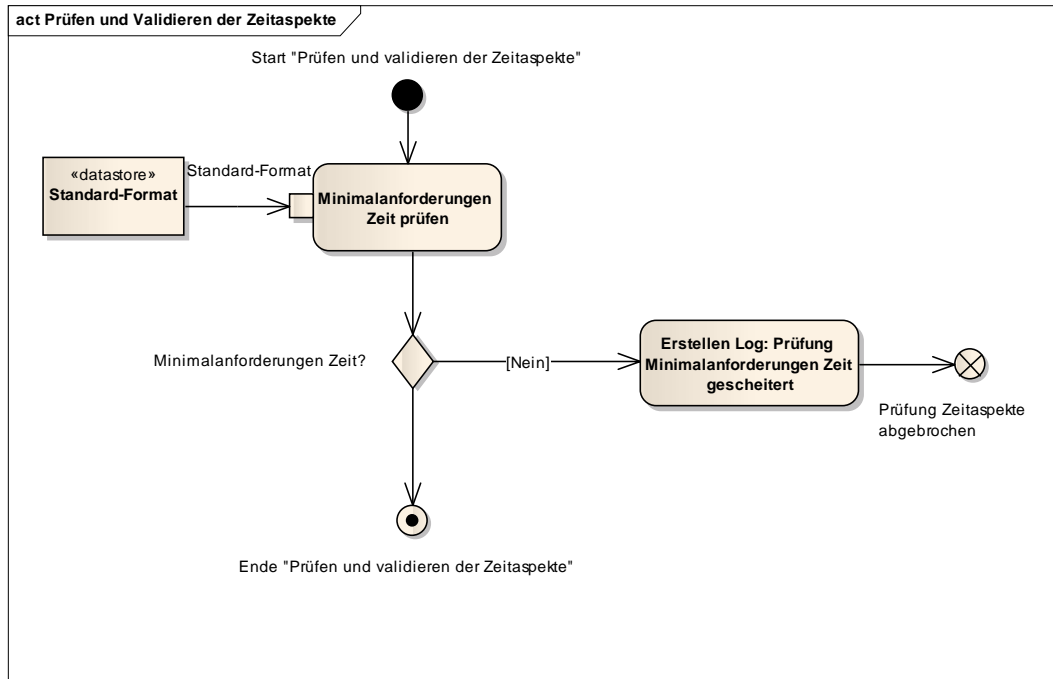 act Prüfen und Validieren der Zeitaspekte
Start "Prüfen und validieren der Zeitaspekte"
«datastore»
Standard-Format
Standard-Format
Minimalanforderungen
Zeit prüfen
Minimalanforderungen Zeit?
[Nein]
Erstellen Log: Prüfung
Minimalanforderungen Zeit
gescheitert
Prüfung Zeitaspekte
abgebrochen
Ende "Prüfen und validieren der Zeitaspekte"